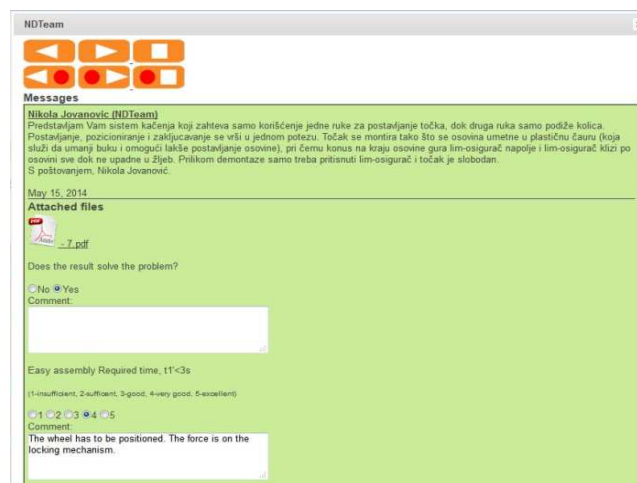 NDTeam
Messages
Nikola Jovanovic (NDTeam)
Predstavljam Vam sistem kačenja koji zahteva samo korišćenje jedne ruke za postavljanje točka, dok druga ruka samo podiže kolica.
Postavljanje, pozicioniranje i zakljucavanje se vrši u jednom potezu. Točak se montira tako što se osovina umetne u plastičnu čauru (koja
služi da umanji buku i omogući lakše postavljanje osovine), pri čemu konus na kraju osovine gura lim-osigurač napolje i lim-osigurač klizi po
osovini sve dok ne upadne u žljeb. Prilikom demontaze samo treba pritisnuti lim-osigurač i točak je slobodan.
S poštovanjem, Nikola Jovanović.
May 15, 2014
Attached files
PDF
Adobe
- 7.pdf
Does the result solve the problem?
No Yes
Comment:
Easy assembly Required time, t1'<3s
(1-insufficient, 2-sufficent, 3-good, 4-very good, 5-excellent)
1 2 3 4 5
Comment:
The wheel has to be positioned. The force is on the
locking mechanism.